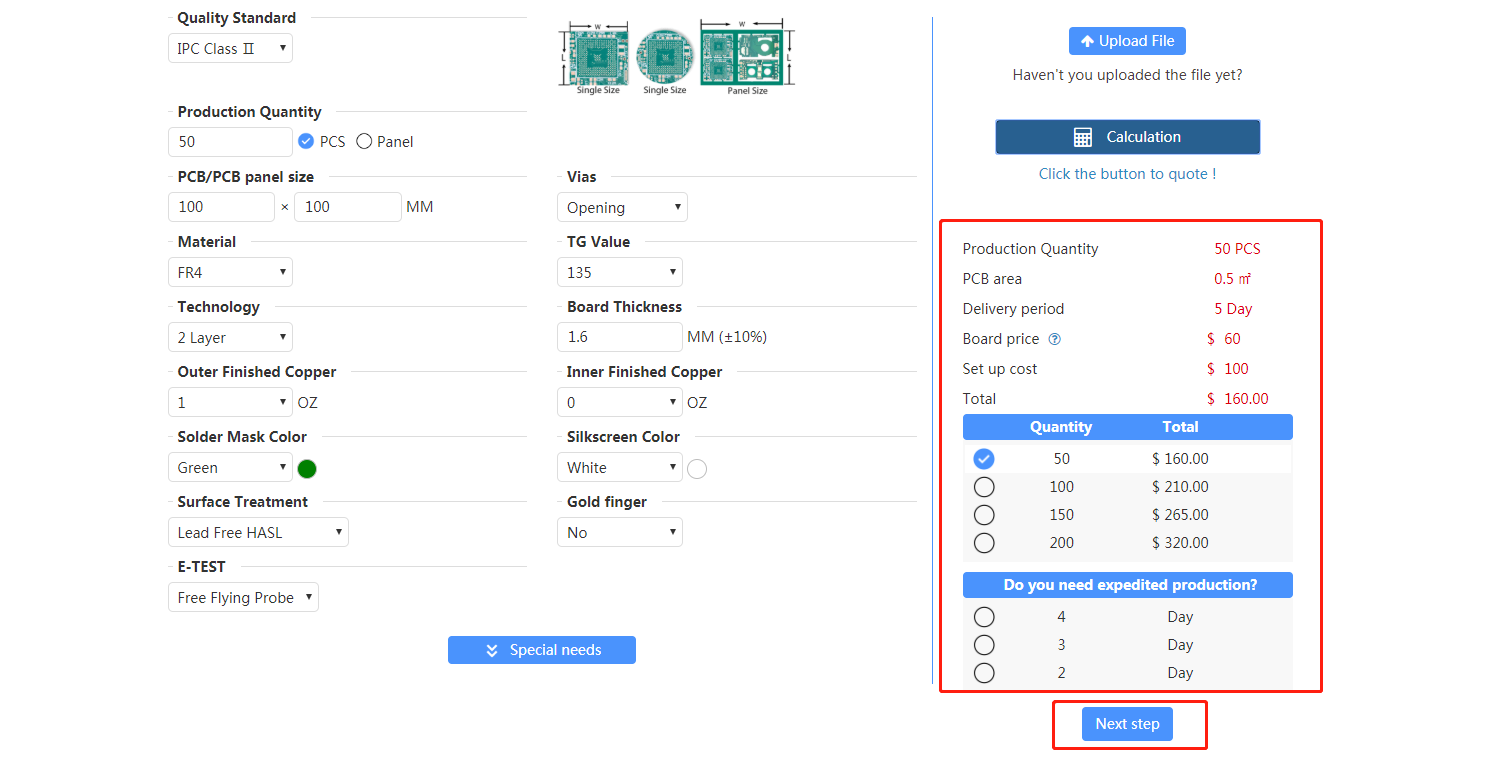 Quality Standard
IPC Class Ⅱ
W
L
Single Size
Single Size
W
L
Panel Size
Production Quantity
50 PCS Panel
PCB/PCB panel size
100 × 100 MM
Vias
Opening
Material
FR4
TG Value
135
Technology
2 Layer
Board Thickness
1.6 MM (±10%)
Outer Finished Copper
1 OZ
Inner Finished Copper
0 OZ
Solder Mask Color
Green
Silkscreen Color
White
Surface Treatment
Lead Free HASL
Gold finger
No
E-TEST
Free Flying Probe
Special needs
Upload File
Haven't you uploaded the file yet?
Calculation
Click the button to quote !
Production Quantity 50 PCS
PCB area 0.5 ㎡
Delivery period 5 Day
Board price ? $ 60
Set up cost $ 100
Total $ 160.00
Quantity Total
50 $ 160.00
100 $ 210.00
150 $ 265.00
200 $ 320.00
Do you need expedited production?
4 Day
3 Day
2 Day
Next step